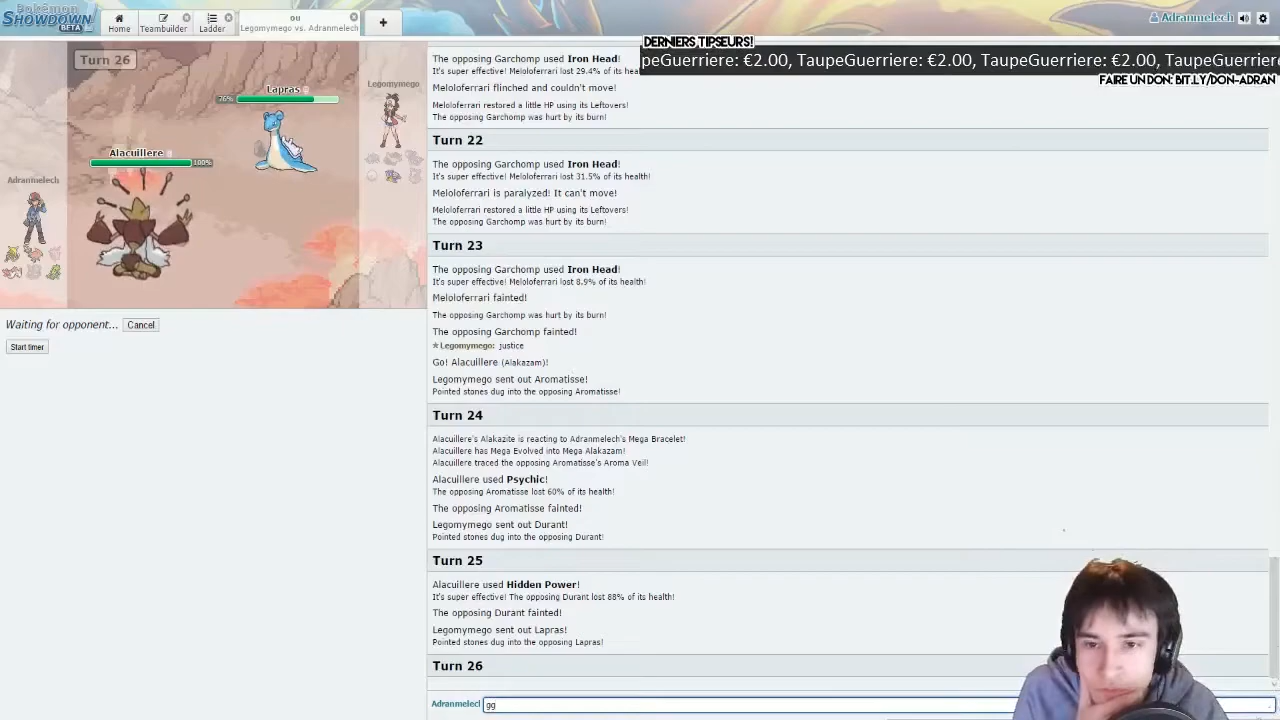 Pokémon
SHOWDOWN
BETA
Home
Teambuilder
Ladder
ou
Legomymego vs. Adranmelech
+
Adranmelech
DERNIERS TIPSEURS!
peGuerriere: €2.00, TaupeGuerriere: €2.00, TaupeGuerriere: €2.00, TaupeGuerrier
FAIRE UN DON: BIT.LY/DON-ADRAN
Turn 26
Lapras
76%
Legomymego
Alacuillere
100%
Adranmelech
Waiting for opponent...
Cancel
Start timer
The opposing Garchomp used Iron Head!
It's super effective! Meloloferrari lost 29.4% of its hea
Meloloferrari flinched and couldn't move!
Meloloferrari restored a little HP using its Leftovers!
The opposing Garchomp was hurt by its burn!
Turn 22
The opposing Garchomp used Iron Head!
It's super effective! Meloloferrari lost 31.5% of its health!
Meloloferrari is paralyzed! It can't move!
Meloloferrari restored a little HP using its Leftovers!
The opposing Garchomp was hurt by its burn!
Turn 23
The opposing Garchomp used Iron Head!
It's super effective! Meloloferrari lost 8.9% of its health!
Meloloferrari fainted!
The opposing Garchomp was hurt by its burn!
The opposing Garchomp fainted!
★Legomymego: justice
Go! Alacuillere (Alakazam)!
Legomymego sent out Aromatisse!
Pointed stones dug into the opposing Aromatisse!
Turn 24
Alacuillere's Alakazite is reacting to Adranmelech's Mega Bracelet!
Alacuillere has Mega Evolved into Mega Alakazam!
Alacuillere traced the opposing Aromatisse's Aroma Veil!
Alacuillere used Psychic!
The opposing Aromatisse lost 60% of its health!
The opposing Aromatisse fainted!
Legomymego sent out Durant!
Pointed stones dug into the opposing Durant!
Turn 25
Alacuillere used Hidden Power!
It's super effective! The opposing Durant lost 88% of its health!
The opposing Durant fainted!
Legomymego sent out Lapras!
Pointed stones dug into the opposing Lapras!
Turn 26
Adranmelecl
gg